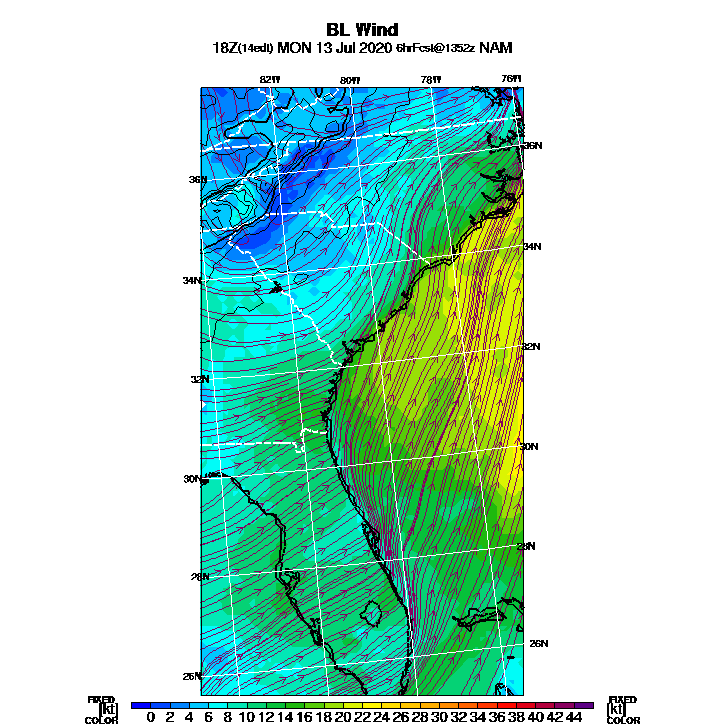 BL Wind
18Z(14edt) MON 13 Jul 2020 6hrFcst@1352z NAM
82W 80W 78W 76W
36N
36N
34N
34N
32N
32N
30N
30N
28N
28N
26N
26N
FIXED FIXED
[kt] 0 2 4 6 8 10 12 14 16 18 20 22 24 26 28 30 32 34 36 38 40 42 44 [kt]
COLOR COLOR